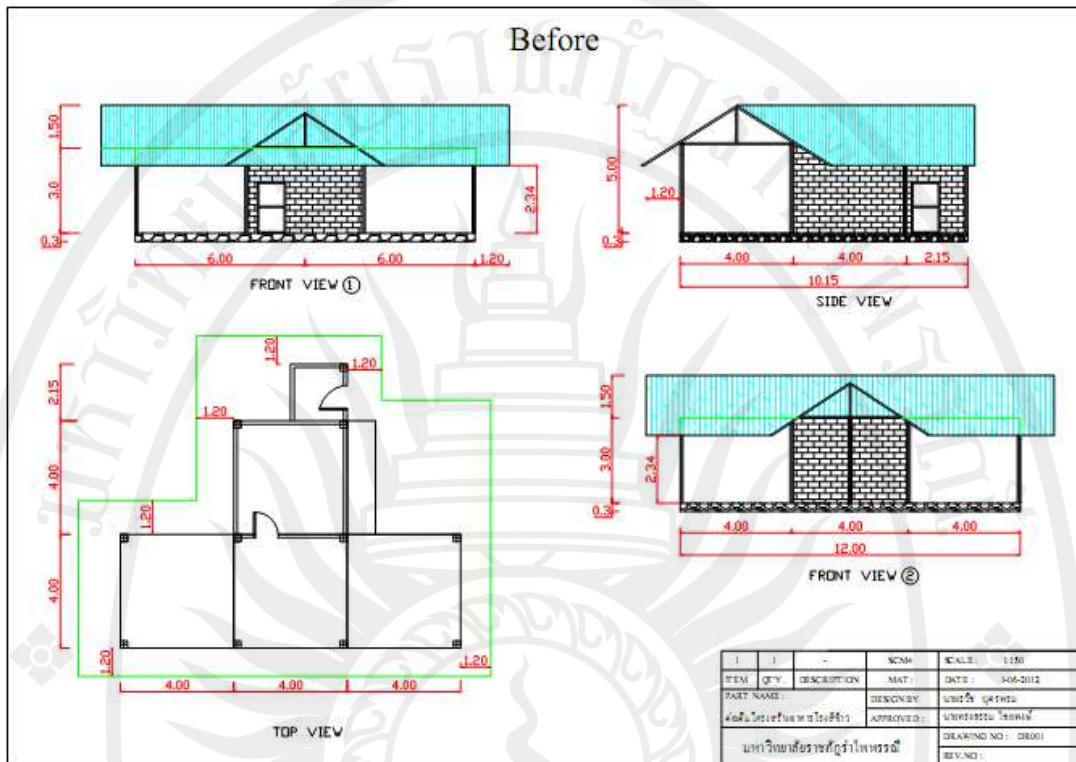 Before
1.50
3.0
0.3
2.34
6.00 6.00 1.20
FRONT VIEW ①
5.00
1.20
0.3
4.00 4.00 2.15
10.15
SIDE VIEW
1.20
1.20
1.20
1.20
2.15
4.00
4.00
1.20
1.20
4.00 4.00 4.00
TOP VIEW
1.50
3.00
2.34
0.3
4.00 4.00 4.00
12.00
FRONT VIEW ②
1 1 - SCM4 SCALE : 1:150
ITEM QTY. DESCRIPTION MAT : DATE :
PART NAME : DESIGN BY
APPROVED :
มหาวิทยาลัยราชภัฏรำไพพรรณี DRAWING NO : DR001
REV.NO :